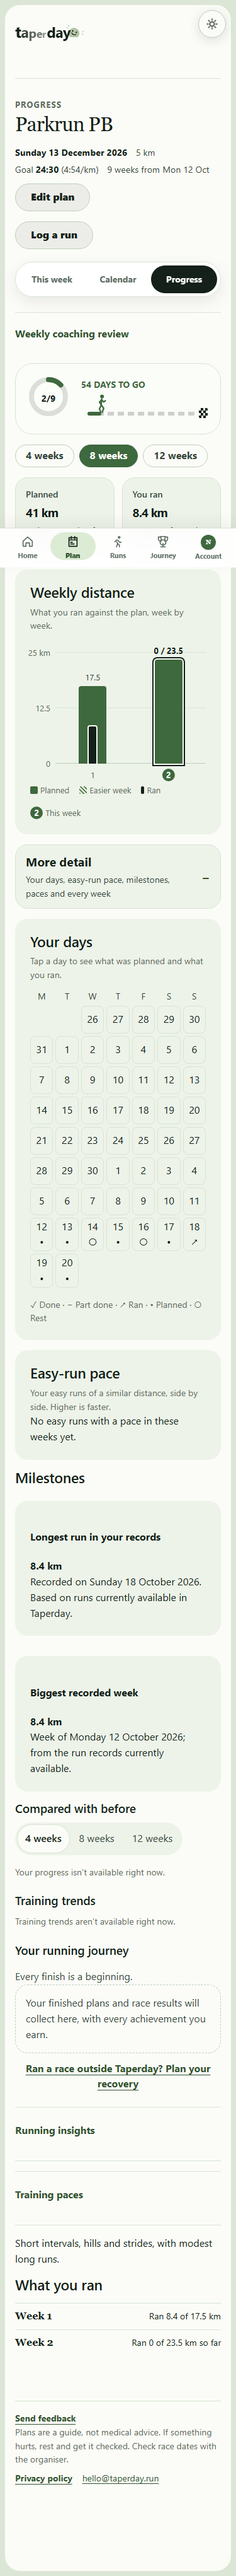 taperday
PROGRESS
Parkrun PB
Sunday 13 December 2026 5 km
Goal 24:30 (4:54/km) 9 weeks from Mon 12 Oct
Edit plan
Log a run
This week Calendar Progress
Weekly coaching review
2/9
54 DAYS TO GO
4 weeks 8 weeks 12 weeks
Planned You ran
41 km 8.4 km
Home Plan Runs Journey Account
N
Weekly distance
What you ran against the plan, week by
week.
25 km
12.5
0
17.5
0 / 23.5
1 2
Planned Easier week Ran
2 This week
More detail
Your days, easy-run pace, milestones,
paces and every week
–
Your days
Tap a day to see what was planned and what
you ran.
M T W T F S S
26 27 28 29 30
31 1 2 3 4 5 6
7 8 9 10 11 12 13
14 15 16 17 18 19 20
21 22 23 24 25 26 27
28 29 30 1 2 3 4
5 6 7 8 9 10 11
12 13 14 15 16 17 18
• • ○ • ○ • ↗
19 20
• •
✓ Done · – Part done · ↗ Ran · • Planned · ○
Rest
Easy-run pace
Your easy runs of a similar distance, side by
side. Higher is faster.
No easy runs with a pace in these
weeks yet.
Milestones
Longest run in your records
8.4 km
Recorded on Sunday 18 October 2026.
Based on runs currently available in
Taperday.
Biggest recorded week
8.4 km
Week of Monday 12 October 2026;
from the run records currently
available.
Compared with before
4 weeks 8 weeks 12 weeks
Your progress isn't available right now.
Training trends
Training trends aren't available right now.
Your running journey
Every finish is a beginning.
Your finished plans and race results will
collect here, with every achievement you
earn.
Ran a race outside Taperday? Plan your
recovery
Running insights
Training paces
Short intervals, hills and strides, with modest
long runs.
What you ran
Week 1 Ran 8.4 of 17.5 km
Week 2 Ran 0 of 23.5 km so far
Send feedback
Plans are a guide, not medical advice. If something
hurts, rest and get it checked. Check race dates with
the organiser.
Privacy policy hello@taperday.run